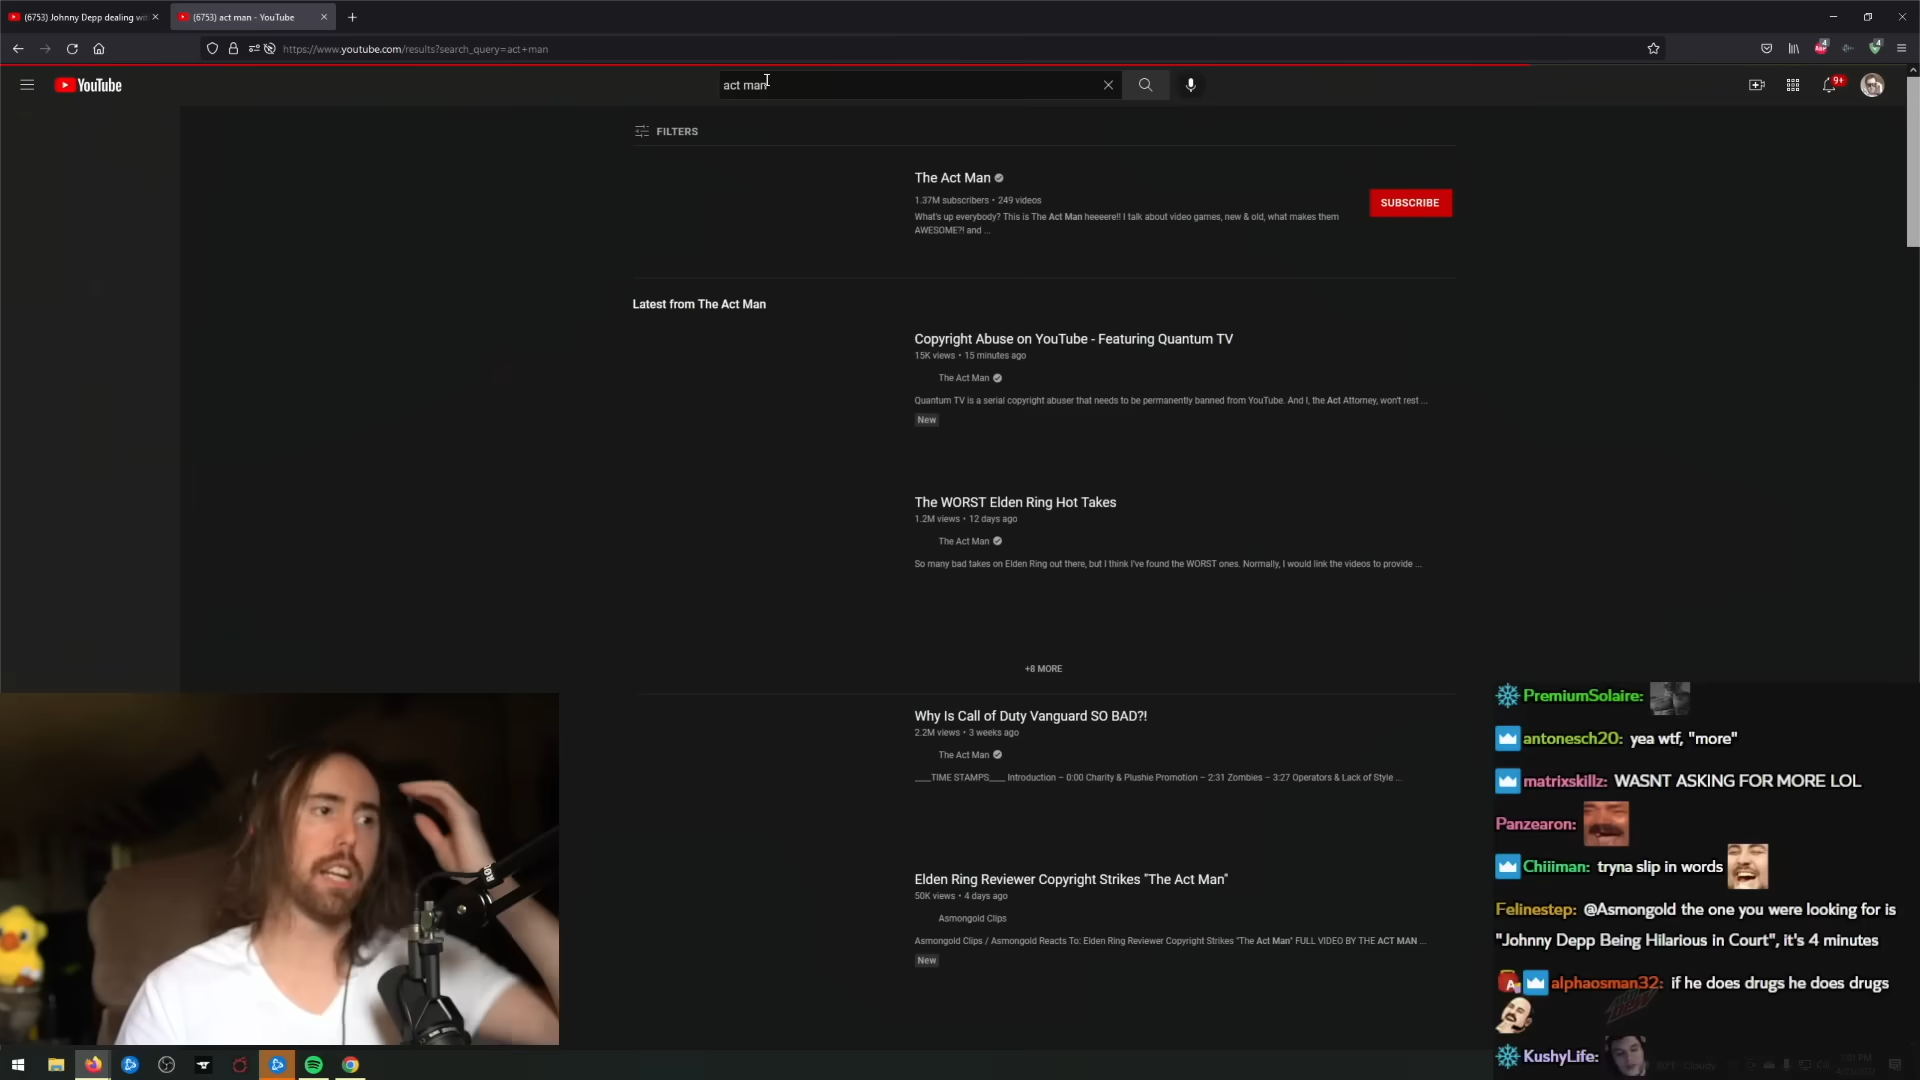 (6753) Johnny Depp dealing wi
(6753) act man - YouTube
https://www.youtube.com/results?search_query=act+man
YouTube
act man
9+
FILTERS
The Act Man
1.37M subscribers • 249 videos
What's up everybody? This is The Act Man heeeere!! I talk about video games, new & old, what makes them
AWESOME?! and ...
SUBSCRIBE
Latest from The Act Man
Copyright Abuse on YouTube - Featuring Quantum TV
15K views • 15 minutes ago
The Act Man
Quantum TV is a serial copyright abuser that needs to be permanently banned from YouTube. And I, the Act Attorney, won't rest ...
New
The WORST Elden Ring Hot Takes
1.2M views • 12 days ago
The Act Man
So many bad takes on Elden Ring out there, but I think I've found the WORST ones. Normally, I would link the videos to provide ...
+8 MORE
Why Is Call of Duty Vanguard SO BAD?!
2.2M views • 3 weeks ago
The Act Man
____TIME STAMPS____ Introduction – 0:00 Charity & Plushie Promotion – 2:31 Zombies – 3:27 Operators & Lack of Style ...
Elden Ring Reviewer Copyright Strikes "The Act Man"
50K views • 4 days ago
Asmongold Clips
Asmongold Clips / Asmongold Reacts To: Elden Ring Reviewer Copyright Strikes "The Act Man" FULL VIDEO BY THE ACT MAN ...
New
PremiumSolaire:
antonesch20: yea wtf, "more"
matrixskillz: WASNT ASKING FOR MORE LOL
Panzearon:
Chiiiman: tryna slip in words
Felinestep: @Asmongold the one you were looking for is
"Johnny Depp Being Hilarious in Court", it's 4 minutes
alphaosman32: if he does drugs he does drugs
KushyLife:
Cloudy